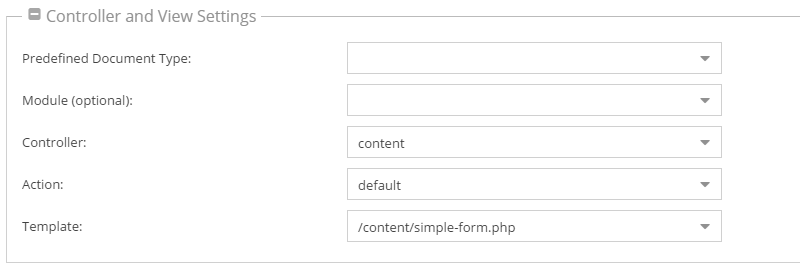 Controller and View Settings
Predefined Document Type:
Module (optional):
Controller: content
Action: default
Template: /content/simple-form.php